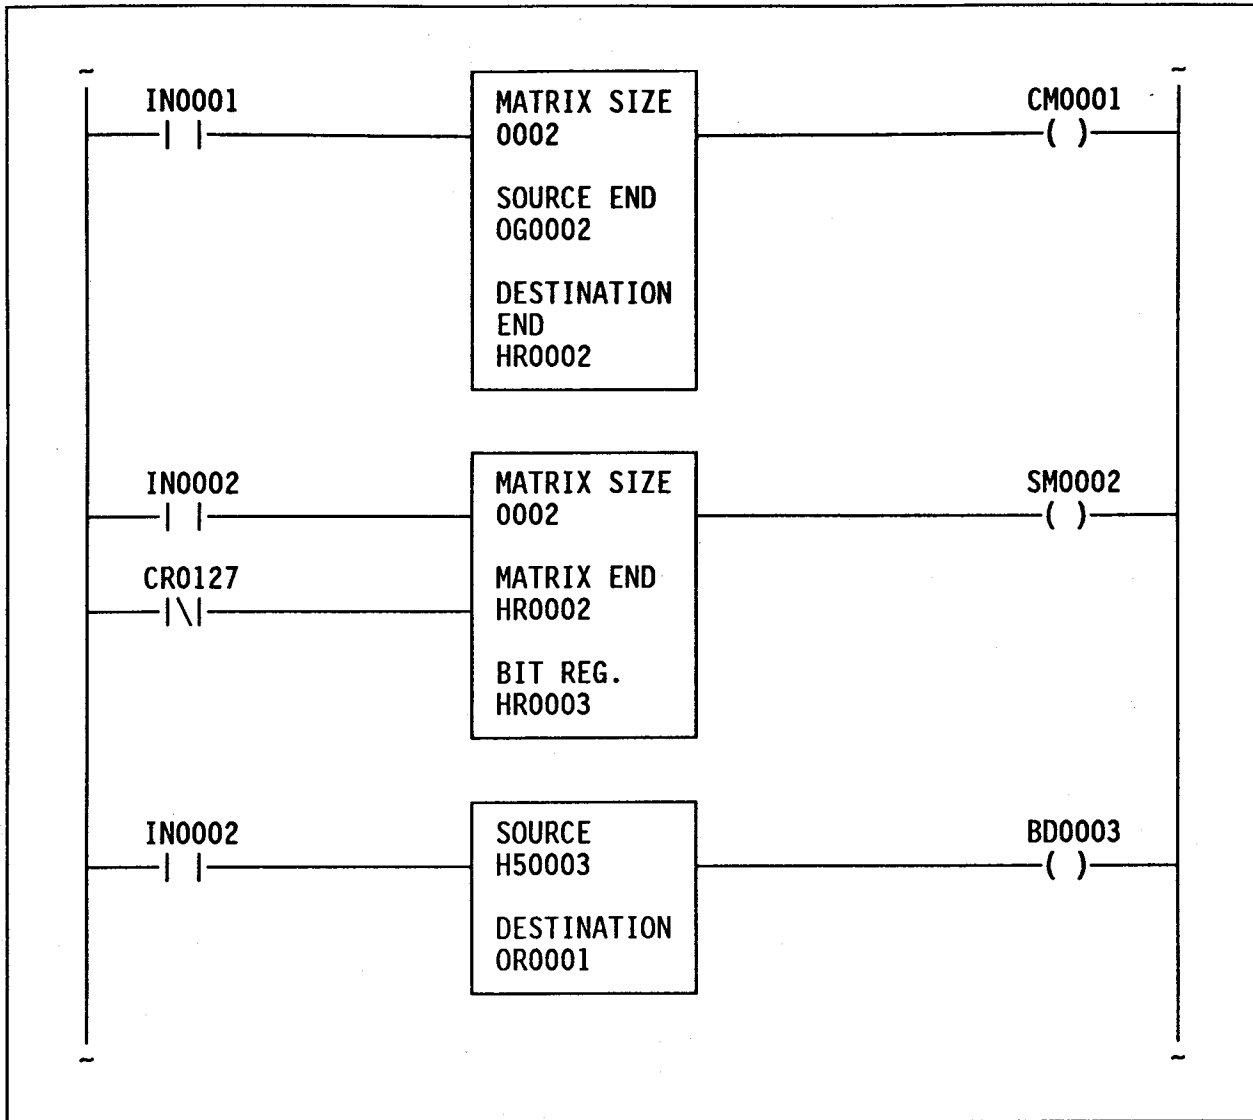 IN0001
MATRIX SIZE
0002
SOURCE END
OG0002
DESTINATION
END
HR0002
CM0001
IN0002
CR0127
MATRIX SIZE
0002
MATRIX END
HR0002
BIT REG.
HR0003
SM0002
IN0002
SOURCE
H50003
DESTINATION
OR0001
BD0003